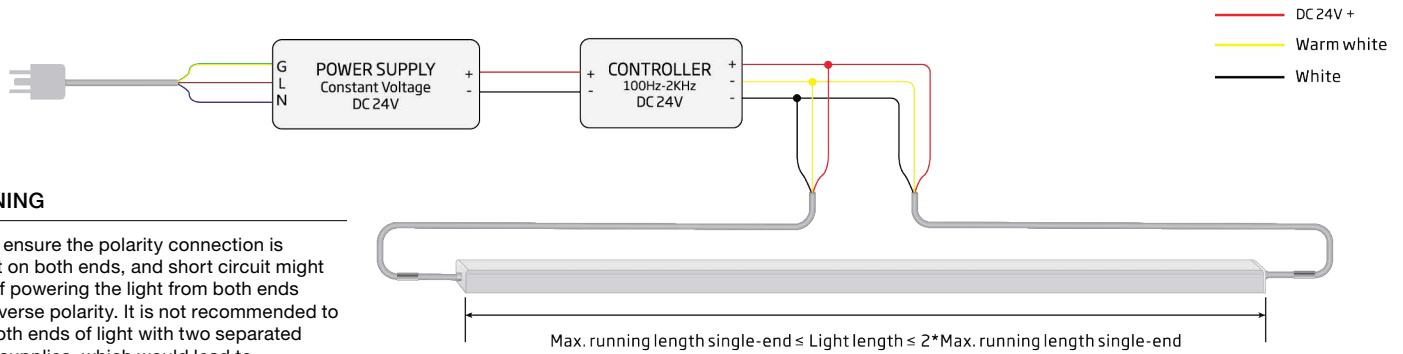 DC 24V +
Warm white
White
G
L
N
POWER SUPPLY
Constant Voltage
DC 24V
+
-
+
-
CONTROLLER
100Hz-2KHz
DC 24V
+
-
-
NING
ensure the polarity connection is
on both ends, and short circuit might
f powering the light from both ends
verse polarity. It is not recommended to
oth ends of light with two separated
Max. running length single-end ≤ Light length ≤ 2*Max. running length single-end